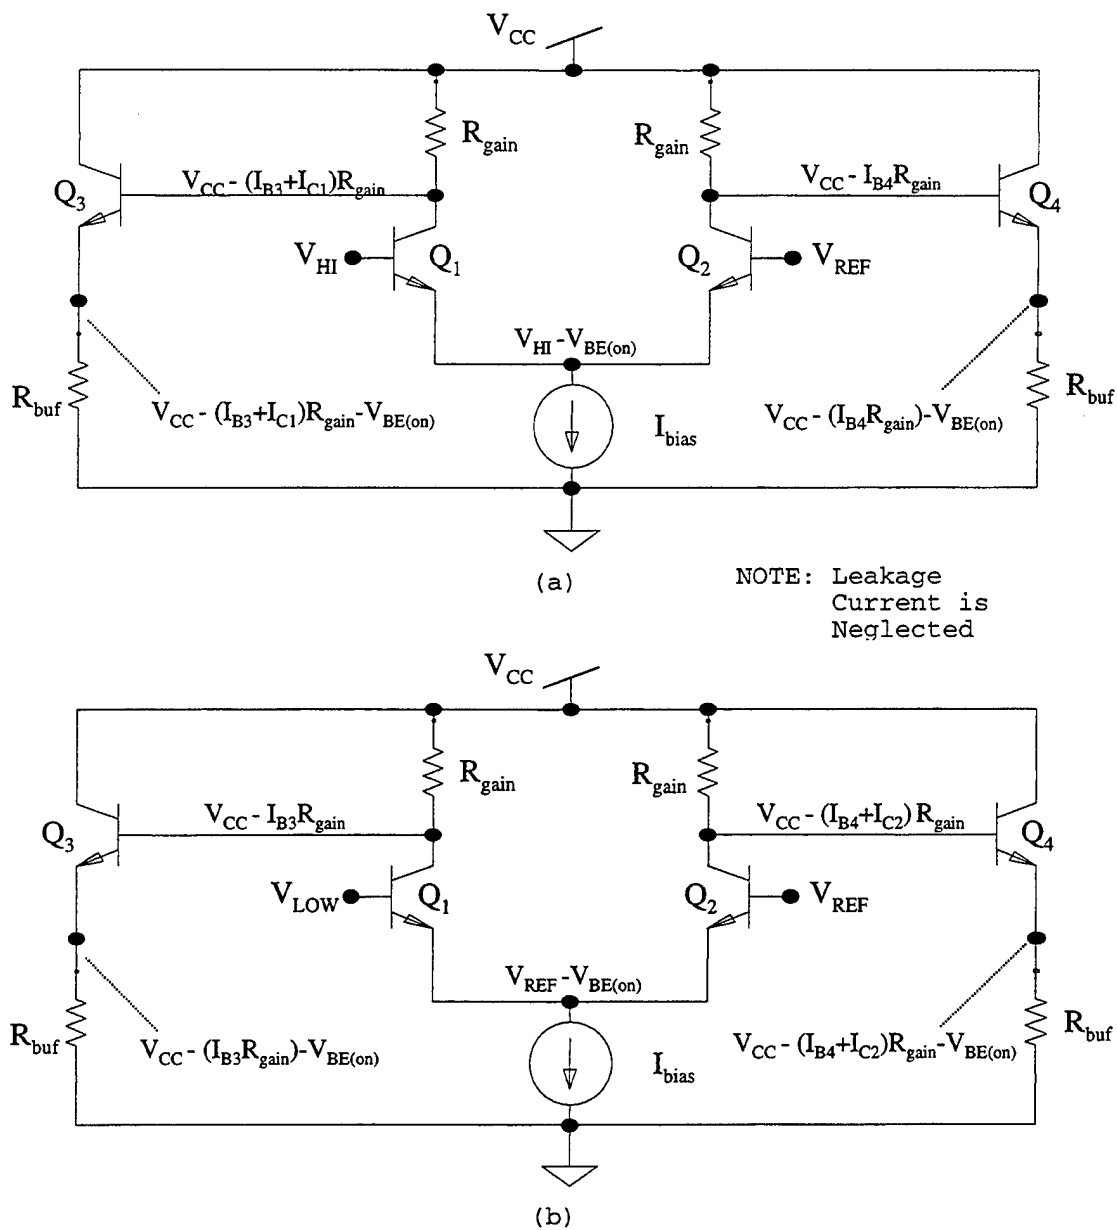 V_CC
R_gain
R_gain
Q_3
V_CC - (I_B3+I_C1)R_gain
V_CC - I_B4R_gain
Q_4
V_HI
Q_1
Q_2
V_REF
V_HI - V_BE(on)
R_buf
V_CC - (I_B3+I_C1)R_gain-V_BE(on)
I_bias
V_CC - (I_B4R_gain)-V_BE(on)
R_buf
(a)
NOTE: Leakage
Current is
Neglected
V_CC
R_gain
R_gain
Q_3
V_CC - I_B3R_gain
V_CC - (I_B4+I_C2) R_gain
Q_4
V_LOW
Q_1
Q_2
V_REF
V_REF - V_BE(on)
R_buf
V_CC - (I_B3R_gain)-V_BE(on)
I_bias
V_CC - (I_B4+I_C2)R_gain-V_BE(on)
R_buf
(b)